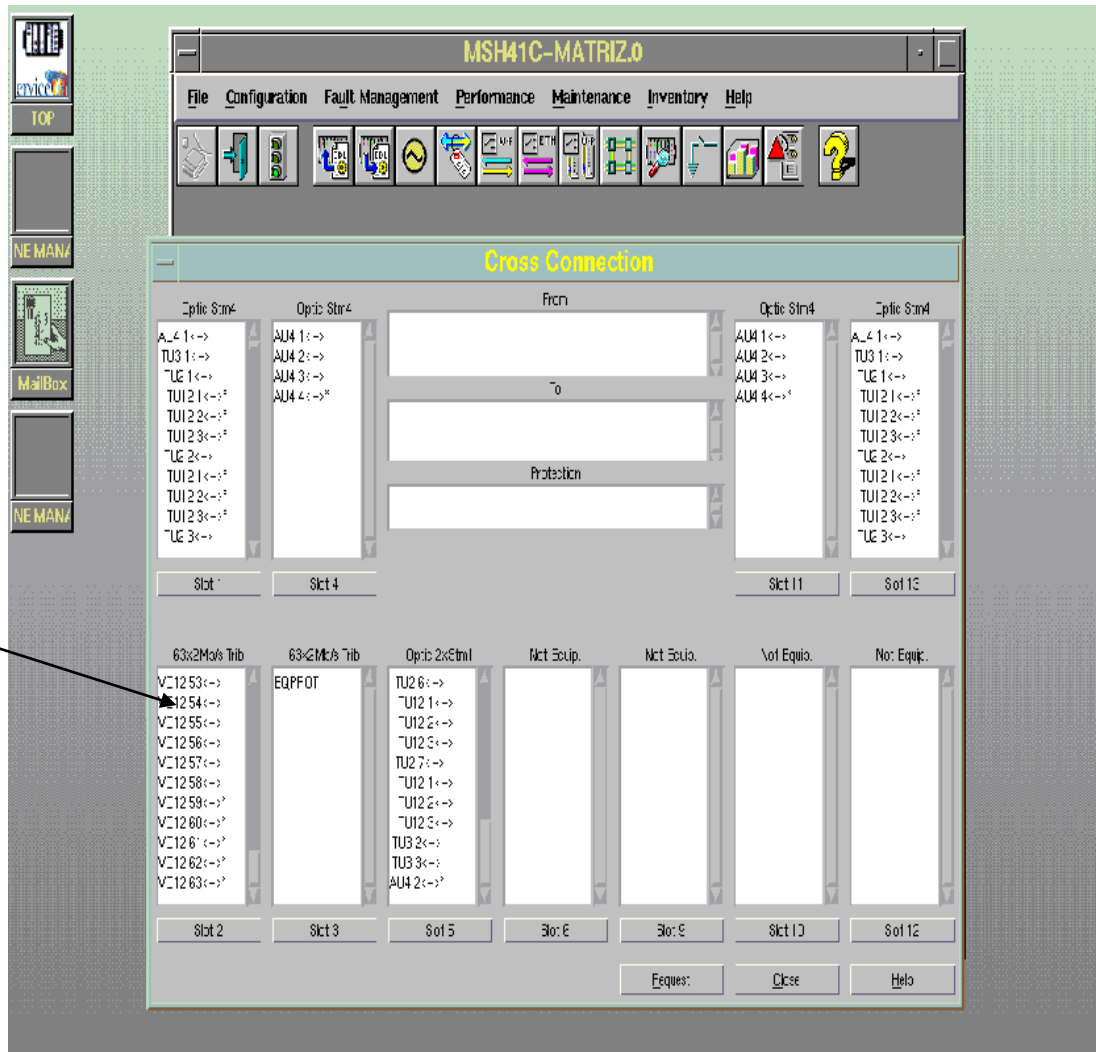 erviceOn
TOP
NE MANA
MailBox
NE MANA
MSH41C-MATRIZ.0
File Configuration Fault Management Performance Maintenance Inventory Help
Cross Connection
Optic Stm4
AU4 1<->
TU3 1<->
TU2 1<->
TU12 1<->*
TU12 2<->*
TU12 3<->*
TU2 2<->
TU12 1<->*
TU12 2<->*
TU12 3<->*
TU2 3<->
Slot 1
Optic Stm4
AU4 1<->
AU4 2<->
AU4 3<->
AU4 4<->*
Slot 4
From
To
Protection
Optic Stm4
AU4 1<->
AU4 2<->
AU4 3<->
AU4 4<->*
Slot 11
Optic Stm4
AU4 1<->
TU3 1<->
TU2 1<->
TU12 1<->*
TU12 2<->*
TU12 3<->*
TU2 2<->
TU12 1<->*
TU12 2<->*
TU12 3<->*
TU2 3<->
Slot 13
63x2Mb/s Trib
VC12 53<->
VC12 54<->
VC12 55<->
VC12 56<->
VC12 57<->
VC12 58<->
VC12 59<->*
VC12 60<->*
VC12 61<->*
VC12 62<->*
VC12 63<->*
Slot 2
63x2Mb/s Trib
EQPPOT
Slot 3
Optic 2xStm1
TU2 6<->
TU12 1<->
TU12 2<->
TU12 3<->
TU2 7<->
TU12 1<->
TU12 2<->
TU12 3<->
TU3 2<->
TU3 3<->
AU4 2<->*
Slot 5
Not Equip.
Slot 6
Not Equip.
Slot 9
Not Equip.
Slot 10
Not Equip.
Slot 12
Request Close Help